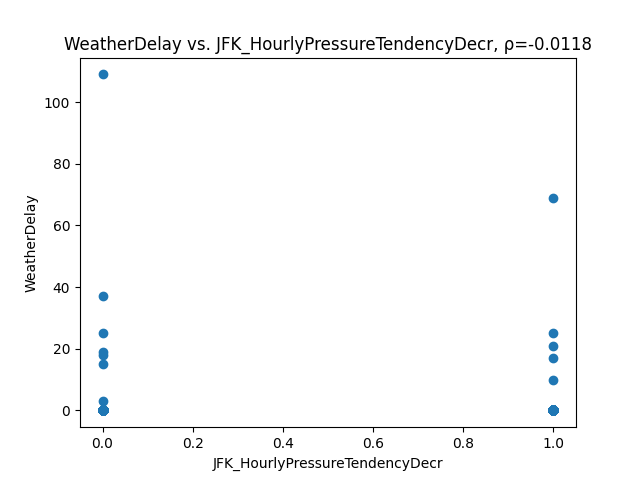 WeatherDelay vs. JFK_HourlyPressureTendencyDecr, ρ=-0.0118
100
80
60
40
20
0
WeatherDelay
0.0 0.2 0.4 0.6 0.8 1.0
JFK_HourlyPressureTendencyDecr